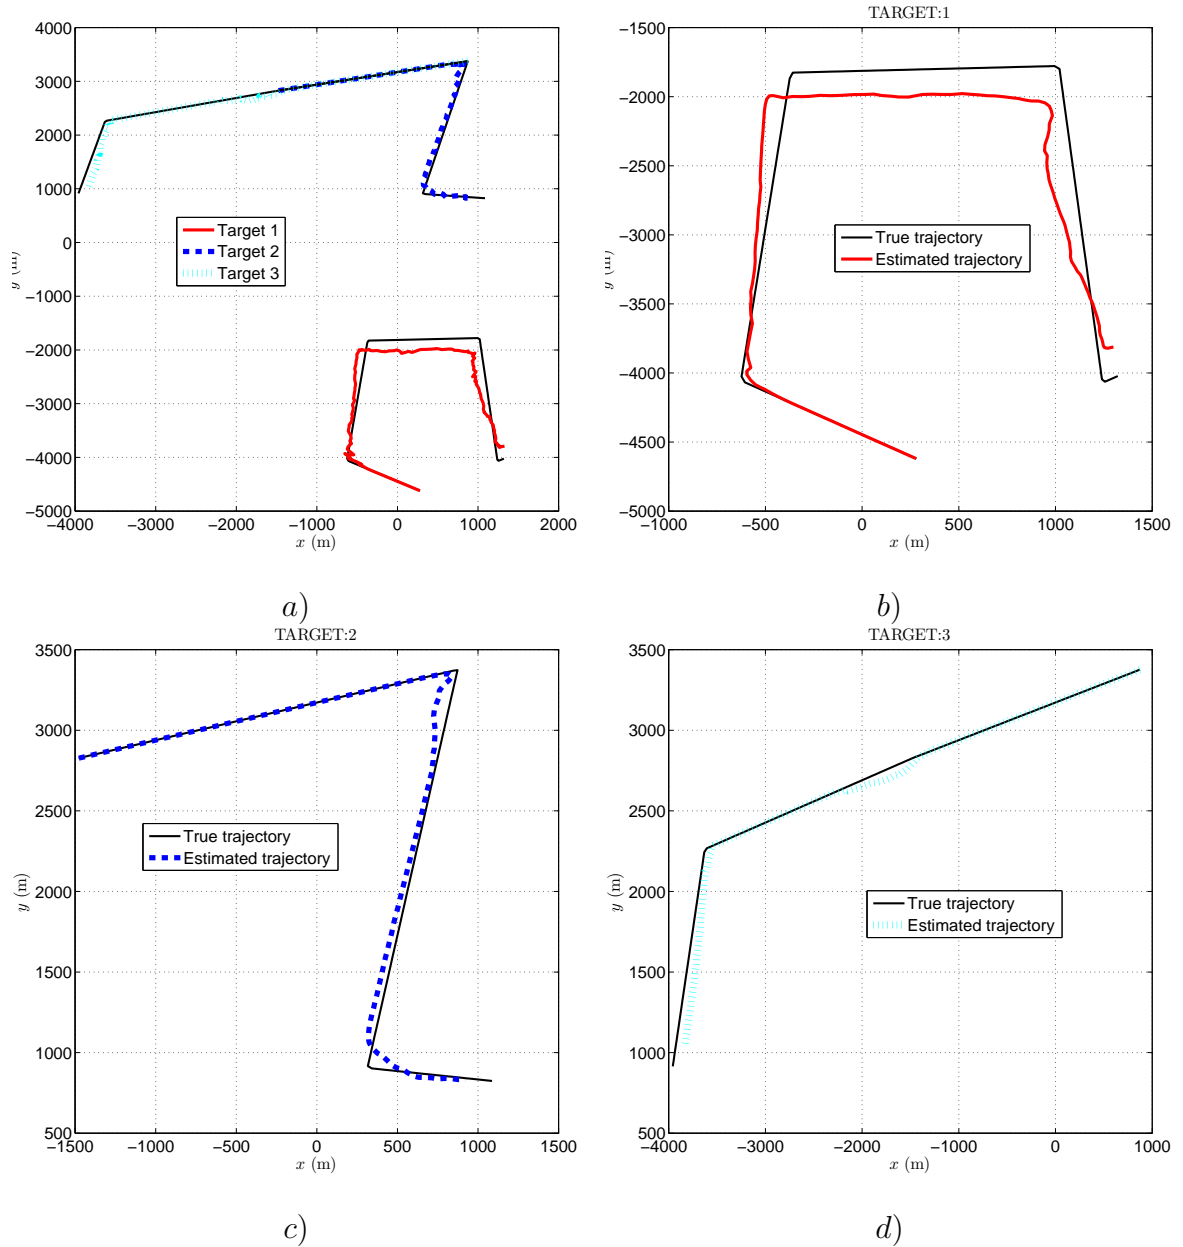 4000
3000
2000
1000
0
−1000
−2000
−3000
−4000
−5000
y (m)
Target 1
Target 2
Target 3
−4000 −3000 −2000 −1000 0 1000 2000
x (m)
a)
TARGET:1
−1500
−2000
−2500
−3000
−3500
−4000
−4500
−5000
y (m)
True trajectory
Estimated trajectory
−1000 −500 0 500 1000 1500
x (m)
b)
TARGET:2
3500
3000
2500
2000
1500
1000
500
y (m)
True trajectory
Estimated trajectory
−1500 −1000 −500 0 500 1000 1500
x (m)
c)
TARGET:3
3500
3000
2500
2000
1500
1000
500
y (m)
True trajectory
Estimated trajectory
−4000 −3000 −2000 −1000 0 1000
x (m)
d)